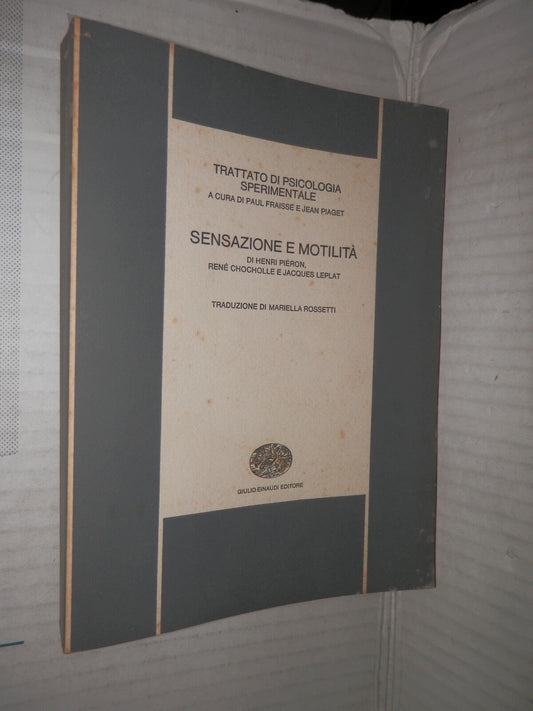 TRATTATO DI PSICOLOGIA
SPERIMENTALE
A CURA DI PAUL FRAISSE E JEAN PIAGET
SENSAZIONE E MOTILITÀ
DI HENRI PIÉRON,
RENÉ CHOCHOLLE E JACQUES LEPLAT
TRADUZIONE DI MARIELLA ROSSETTI
GIULIO EINAUDI EDITORE